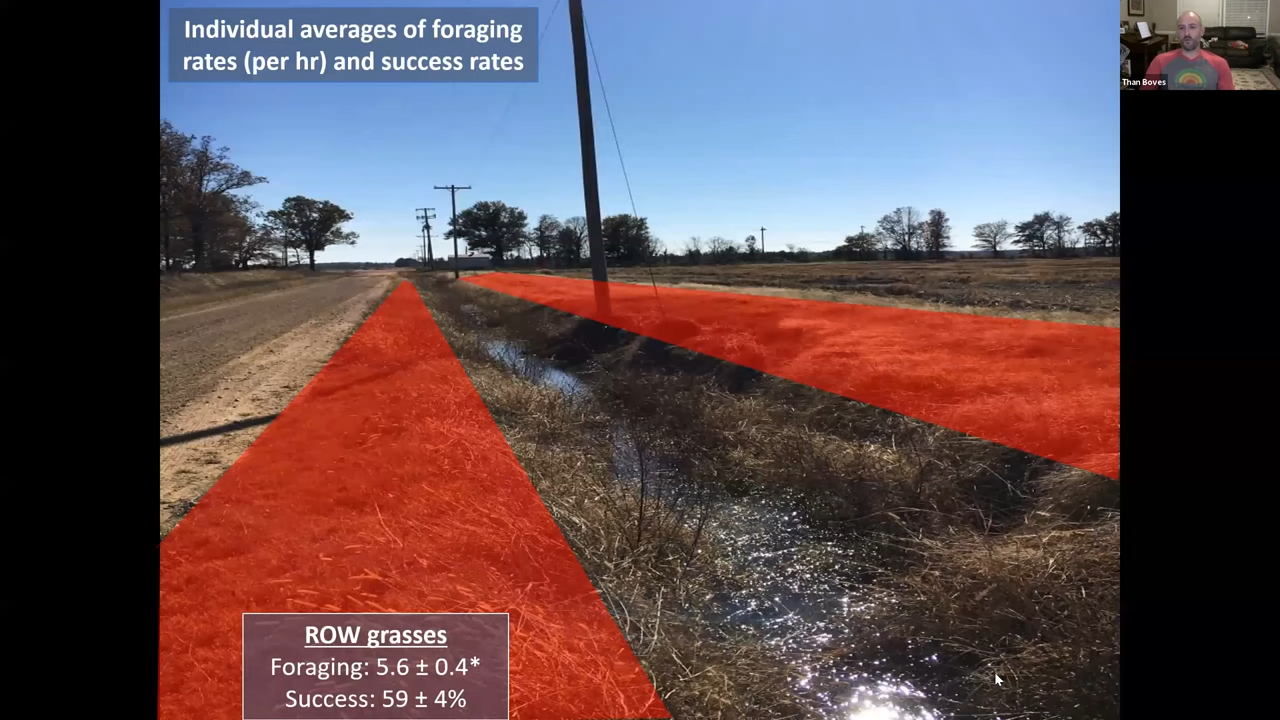 Individual averages of foraging
rates (per hr) and success rates
Than Boves
ROW grasses
Foraging: 5.6 ± 0.4*
Success: 59 ± 4%